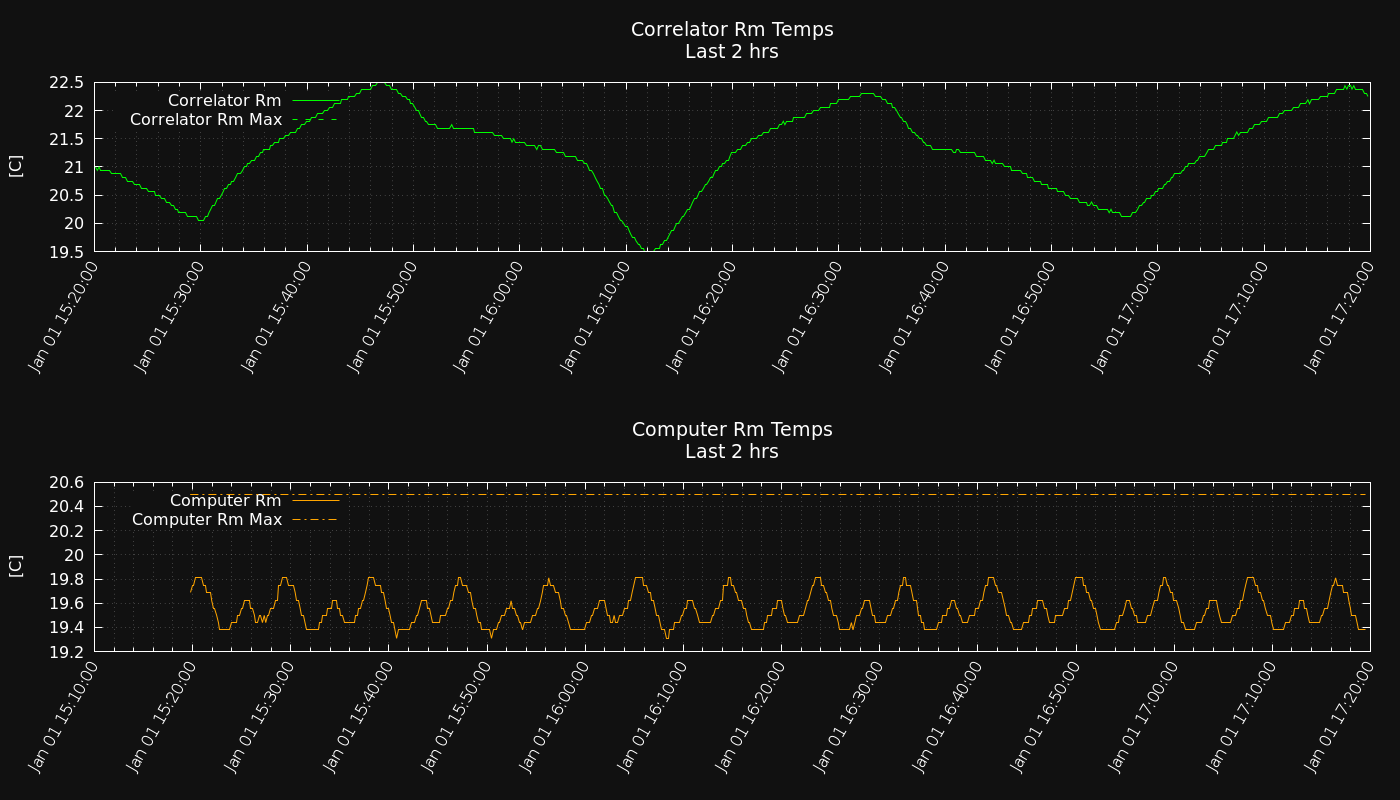 Correlator Rm Temps
Last 2 hrs
22.5
22
21.5
21
20.5
20
19.5
[C]
Correlator Rm
Correlator Rm Max
Jan 01 15:20:00
Jan 01 15:30:00
Jan 01 15:40:00
Jan 01 15:50:00
Jan 01 16:00:00
Jan 01 16:10:00
Jan 01 16:20:00
Jan 01 16:30:00
Jan 01 16:40:00
Jan 01 16:50:00
Jan 01 17:00:00
Jan 01 17:10:00
Jan 01 17:20:00
Computer Rm Temps
Last 2 hrs
20.6
20.4
20.2
20
19.8
19.6
19.4
19.2
[C]
Computer Rm
Computer Rm Max
Jan 01 15:10:00
Jan 01 15:20:00
Jan 01 15:30:00
Jan 01 15:40:00
Jan 01 15:50:00
Jan 01 16:00:00
Jan 01 16:10:00
Jan 01 16:20:00
Jan 01 16:30:00
Jan 01 16:40:00
Jan 01 16:50:00
Jan 01 17:00:00
Jan 01 17:10:00
Jan 01 17:20:00